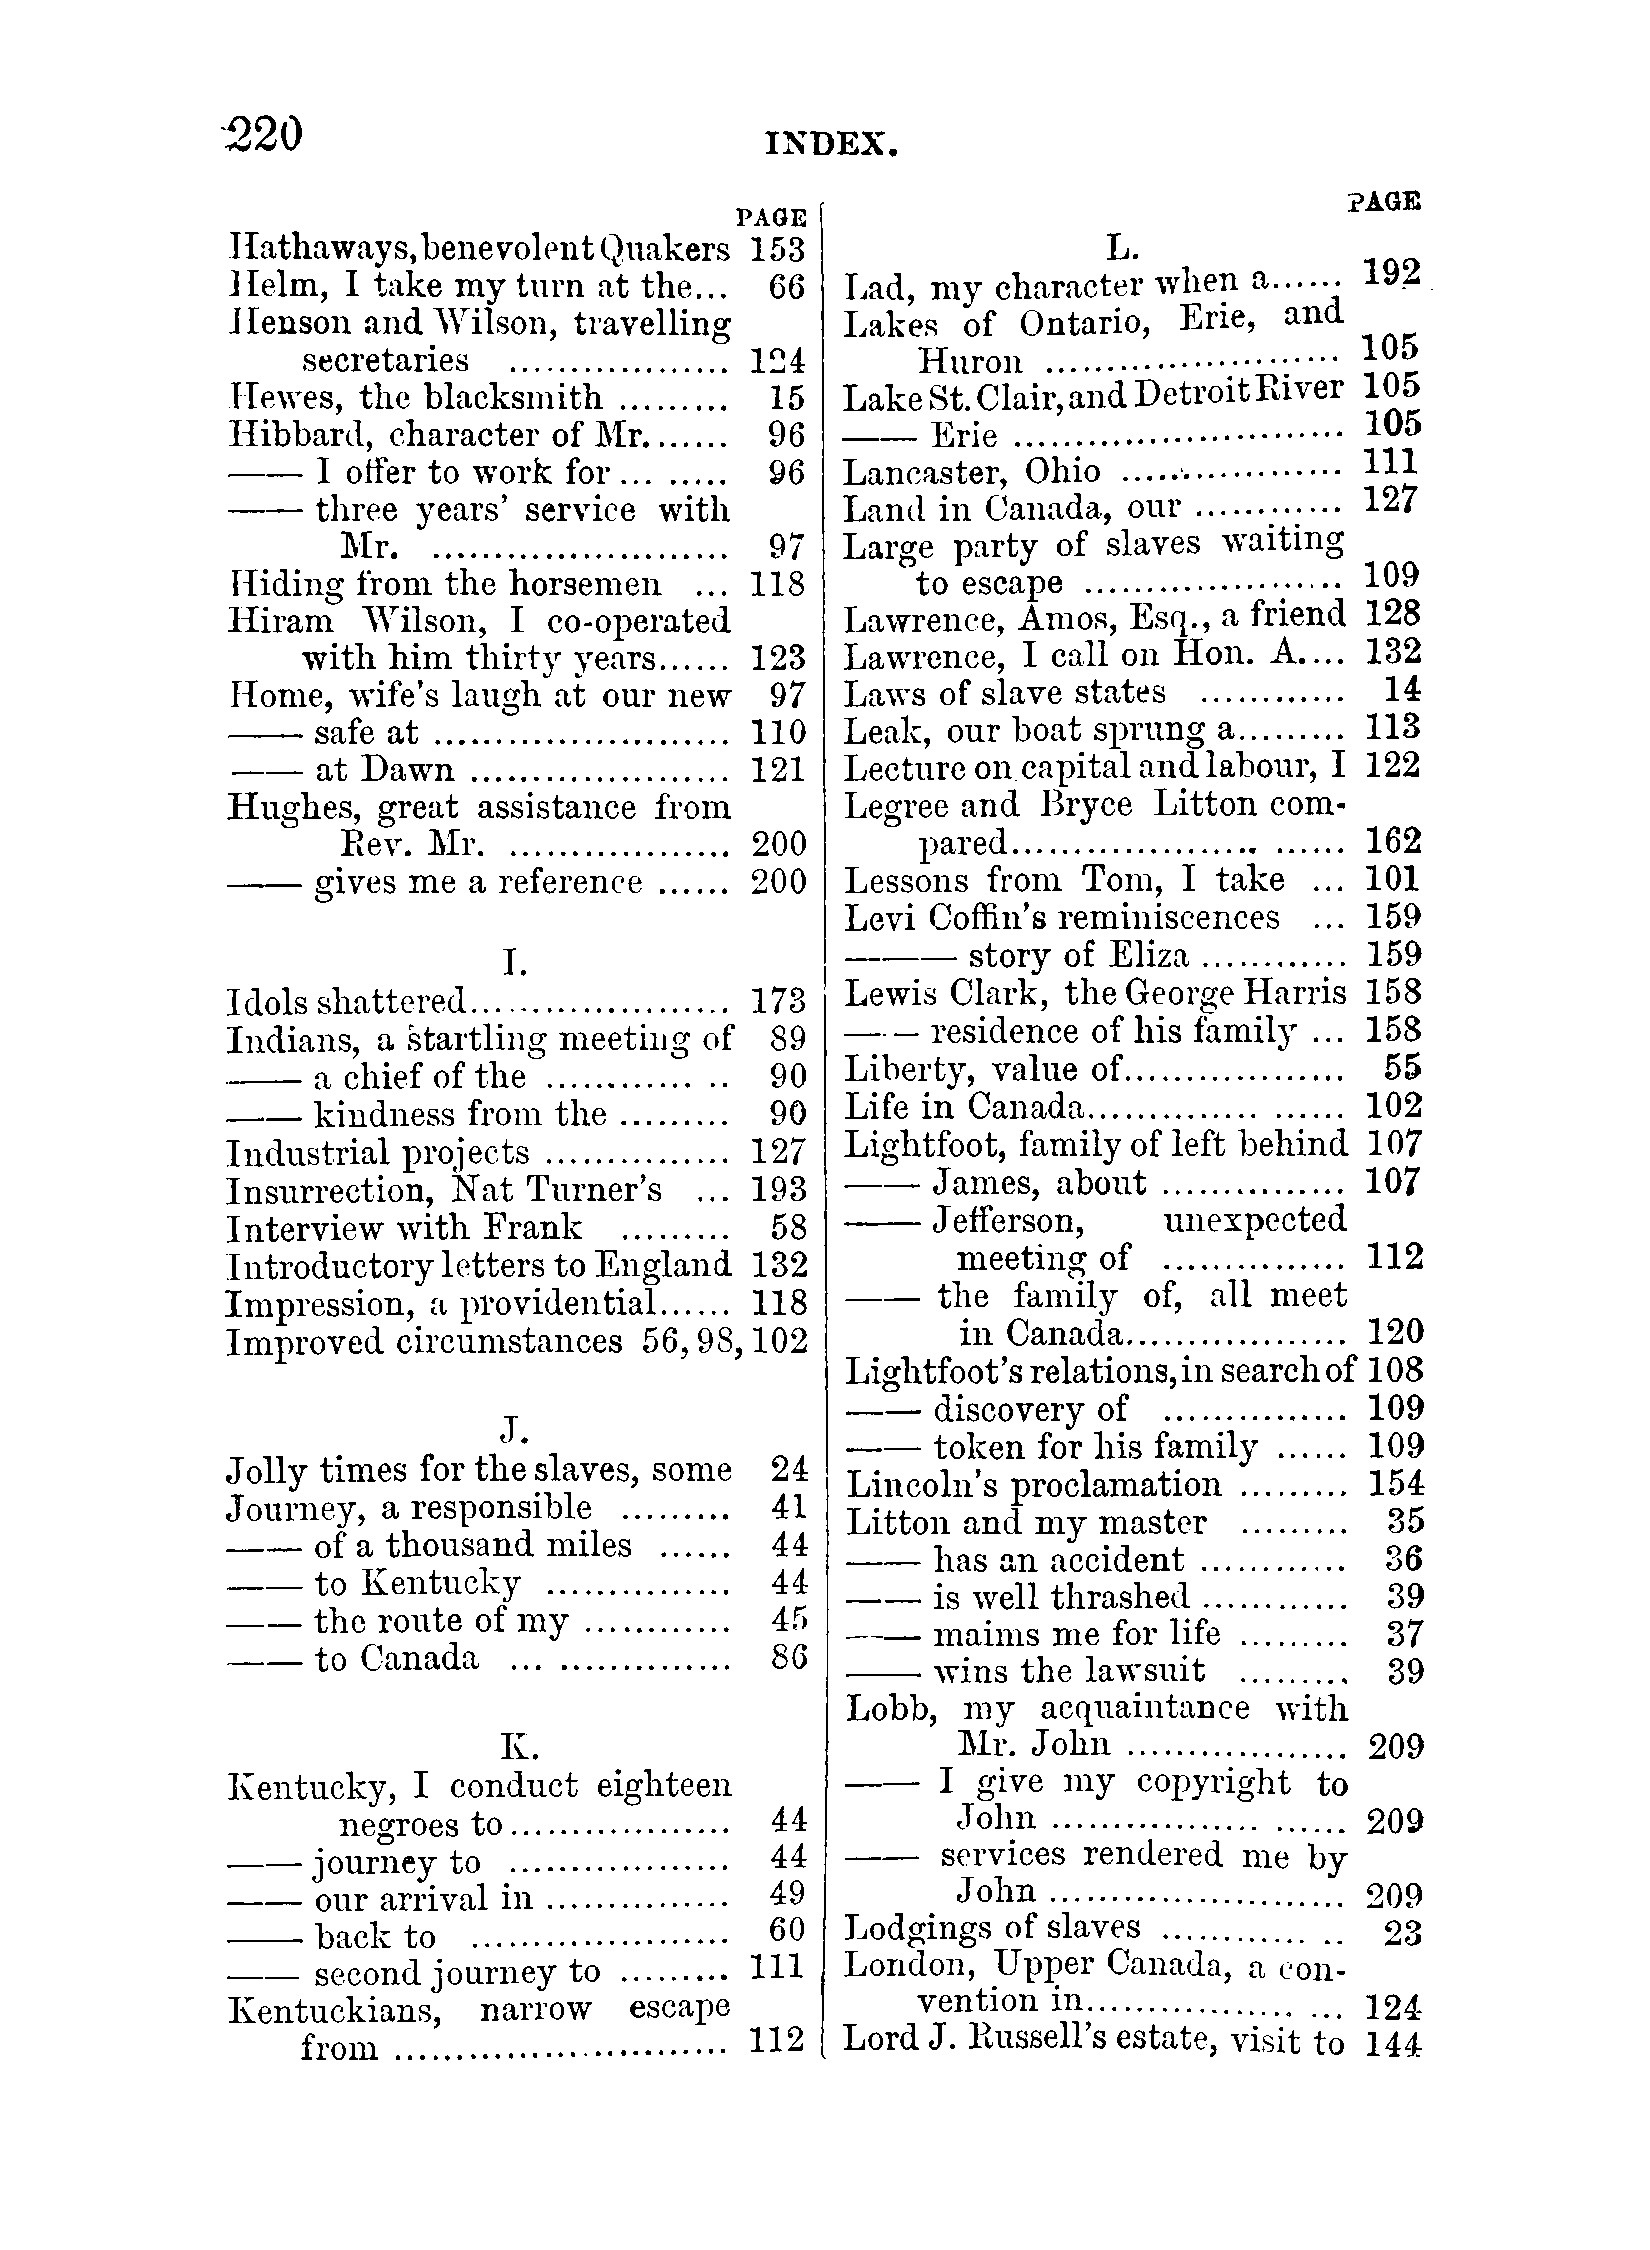 220
INDEX.
PAGE
Hathaways, benevolent Quakers 153
Helm, I take my turn at the... 66
Henson and Wilson, travelling
secretaries .................. 124
Hewes, the blacksmith ......... 15
Hibbard, character of Mr....... 96
—— I offer to work for... ...... 96
—— three years' service with
Mr. ........................ 97
Hiding from the horsemen ... 118
Hiram Wilson, I co-operated
with him thirty years...... 123
Home, wife's laugh at our new 97
—— safe at ........................ 110
—— at Dawn ..................... 121
Hughes, great assistance from
Rev. Mr. .................. 200
—— gives me a reference ...... 200
I.
Idols shattered..................... 173
Indians, a startling meeting of 89
—— a chief of the ............ .. 90
—— kindness from the ......... 90
Industrial projects ............... 127
Insurrection, Nat Turner's ... 193
Interview with Frank ......... 58
Introductory letters to England 132
Impression, a providential...... 118
Improved circumstances 56, 98, 102
J.
Jolly times for the slaves, some 24
Journey, a responsible ......... 41
—— of a thousand miles ...... 44
—— to Kentucky ............... 44
—— the route of my ............ 45
—— to Canada ... ............... 86
K.
Kentucky, I conduct eighteen
negroes to.................. 44
—— journey to .................. 44
—— our arrival in ............... 49
—— back to ..................... 60
—— second journey to ......... 111
Kentuckians, narrow escape
from ........................... 112
PAGE
L.
Lad, my character when a...... 192
Lakes of Ontario, Erie, and
Huron ........................ 105
Lake St. Clair, and Detroit River 105
—— Erie ........................... 105
Lancaster, Ohio .................. 111
Land in Canada, our ............ 127
Large party of slaves waiting
to escape ..................... 109
Lawrence, Amos, Esq., a friend 128
Lawrence, I call on Hon. A.... 132
Laws of slave states ............ 14
Leak, our boat sprung a......... 113
Lecture on capital and labour, I 122
Legree and Bryce Litton com-
pared.................... ...... 162
Lessons from Tom, I take ... 101
Levi Coffin's reminiscences ... 159
——— story of Eliza ............ 159
Lewis Clark, the George Harris 158
—— residence of his family ... 158
Liberty, value of.................. 55
Life in Canada.............. ...... 102
Lightfoot, family of left behind 107
—— James, about ............... 107
—— Jefferson, unexpected
meeting of ............... 112
—— the family of, all meet
in Canada.................. 120
Lightfoot's relations, in search of 108
—— discovery of ............... 109
—— token for his family ...... 109
Lincoln's proclamation ......... 154
Litton and my master ......... 35
—— has an accident ............ 36
—— is well thrashed ............ 39
—— maims me for life ......... 37
—— wins the lawsuit ......... 39
Lobb, my acquaintance with
Mr. John .................. 209
—— I give my copyright to
John ................. ...... 209
—— services rendered me by
John ........................ 209
Lodgings of slaves ............ .. 23
London, Upper Canada, a con-
vention in................. ... 124
Lord J. Russell's estate, visit to 144